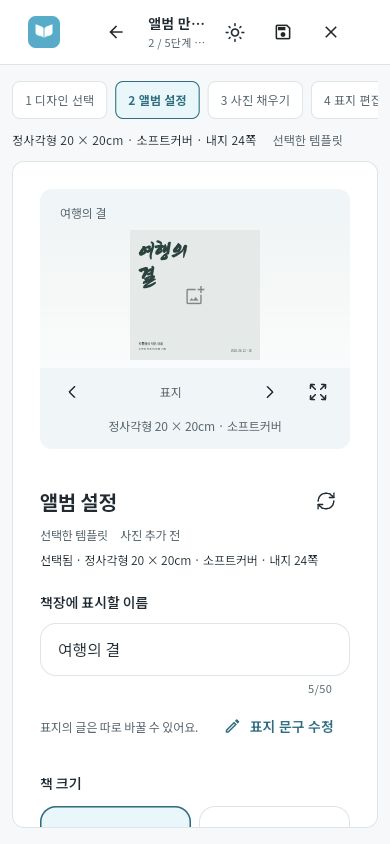 앨범 만…
2 / 5단계 …
1 디자인 선택
2 앨범 설정
3 사진 채우기
4 표지 편집
정사각형 20 × 20cm · 소프트커버 · 내지 24쪽 선택한 템플릿
여행의 결
여행의
결
표지
정사각형 20 × 20cm · 소프트커버
앨범 설정
선택한 템플릿 사진 추가 전
선택됨 · 정사각형 20 × 20cm · 소프트커버 · 내지 24쪽
책장에 표시할 이름
여행의 결
5/50
표지의 글은 따로 바꿀 수 있어요.
표지 문구 수정
책 크기